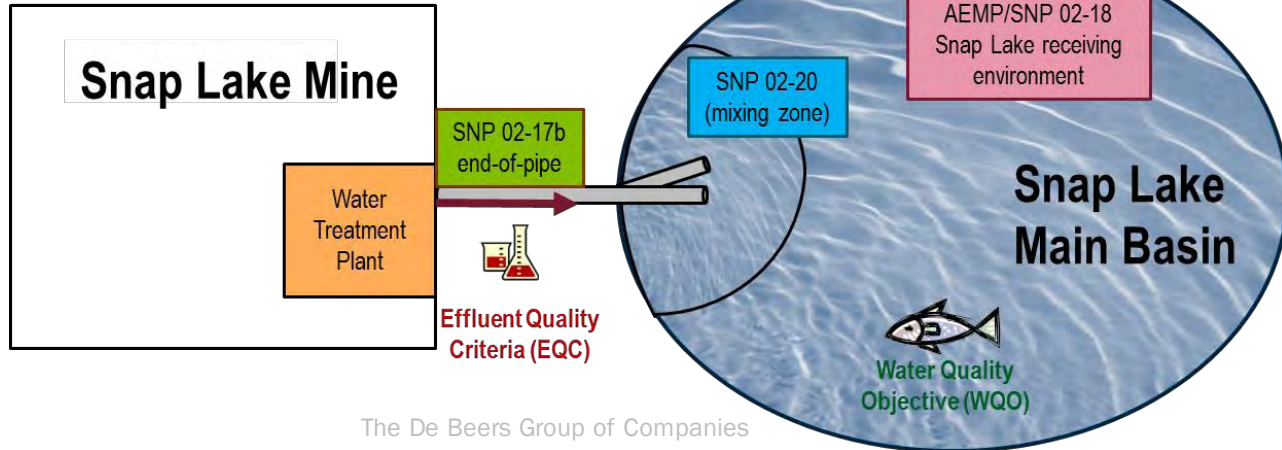 Snap Lake Mine
Water
Treatment
Plant
SNP 02-17b
end-of-pipe
Effluent Quality
Criteria (EQC)
SNP 02-20
(mixing zone)
AEMP/SNP 02-18
Snap Lake receiving
environment
Snap Lake
Main Basin
Water Quality
Objective (WQO)
The De Beers Group of Companies